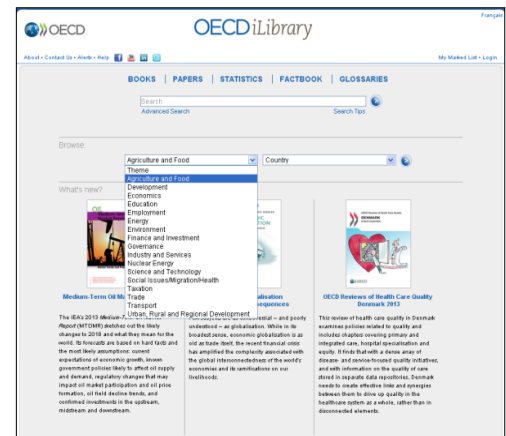 Français
OECD
OECDiLibrary
About • Contact Us • Alerts • Help
My Marked List • Login
BOOKS | PAPERS | STATISTICS | FACTBOOK | GLOSSARIES
Search
Advanced Search
Search Tips
Browse:
Agriculture and Food
Country
Theme
Agriculture and Food
Development
Economics
Education
Employment
Energy
Environment
Finance and Investment
Governance
Industry and Services
Nuclear Energy
Science and Technology
Social Issues/Migration/Health
Taxation
Trade
Transport
Urban, Rural and Regional Development
What's new?
OECD Reviews of Health Care Quality
DENMARK
Medium-Term Oil
The IEA's 2013 Medium-
Report (MTOMR) sketches out the likely
changes to 2018 and what they mean for the
world. Its forecasts are based on hard facts and
the most likely assumptions: current
expectations of economic growth, known
government policies likely to affect oil supply
and demand, regulatory changes that may
impact oil market participation and oil price
formation, oil field decline trends, and
confirmed investments in the upstream,
midstream and downstream.
alisation
sequences
– and poorly
understood – as globalisation. While in its
broadest sense, economic globalization is as
old as trade itself, the recent financial crisis
has amplified the complexity associated with
the global interconnectedness of the world's
economies and its ramifications on our
livelihoods.
OECD Reviews of Health Care Quality
Denmark 2013
This review of health care quality in Denmark
examines policies related to quality and
includes chapters covering primary and
integrated care, hospital specialisation and
equity. It finds that with a dense array of
disease- and service-focused quality initiatives,
and with information on the quality of care
stored in separate data repositories, Denmark
needs to create effective links and synergies
between them to drive up quality in the
healthcare system as a whole, rather than in
disconnected elements.